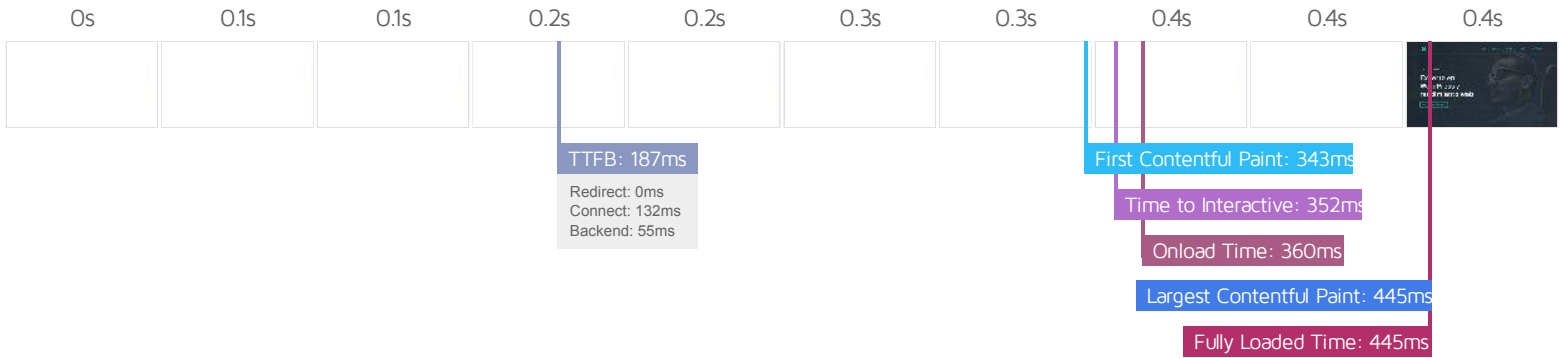 0s 0.1s 0.1s 0.2s 0.2s 0.3s 0.3s 0.4s 0.4s 0.4s
TTFB: 187ms
Redirect: 0ms
Connect: 132ms
Backend: 55ms
First Contentful Paint: 343ms
Time to Interactive: 352ms
Onload Time: 360ms
Largest Contentful Paint: 445ms
Fully Loaded Time: 445ms